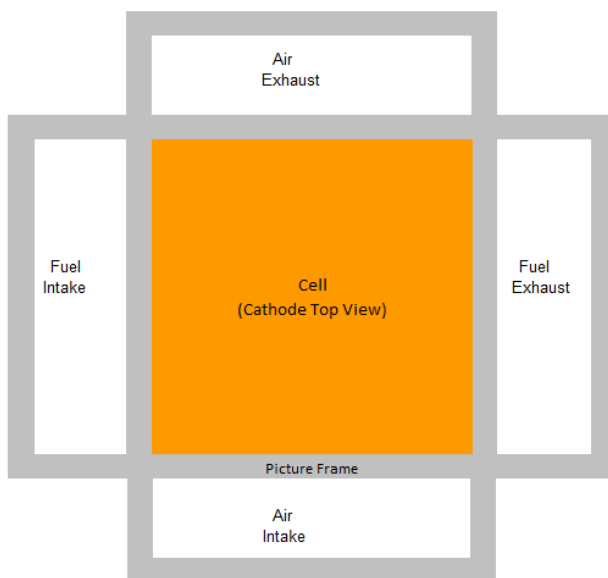 Air
Exhaust
Fuel
Intake
Cell
(Cathode Top View)
Fuel
Exhaust
Picture Frame
Air
Intake